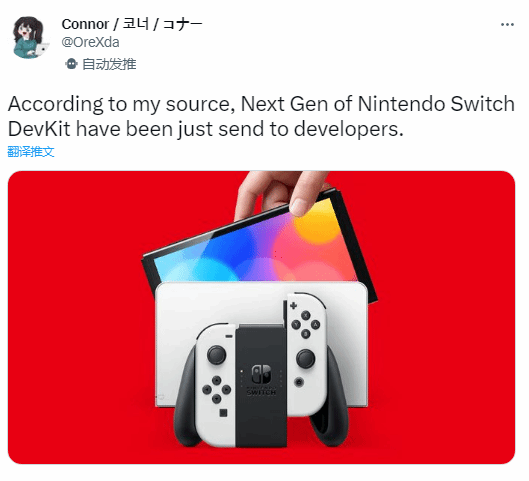 Connor / 코너 / コナー
@OreXda
自动发推
According to my source, Next Gen of Nintendo Switch
DevKit have been just send to developers.
翻译推文
SWITCH